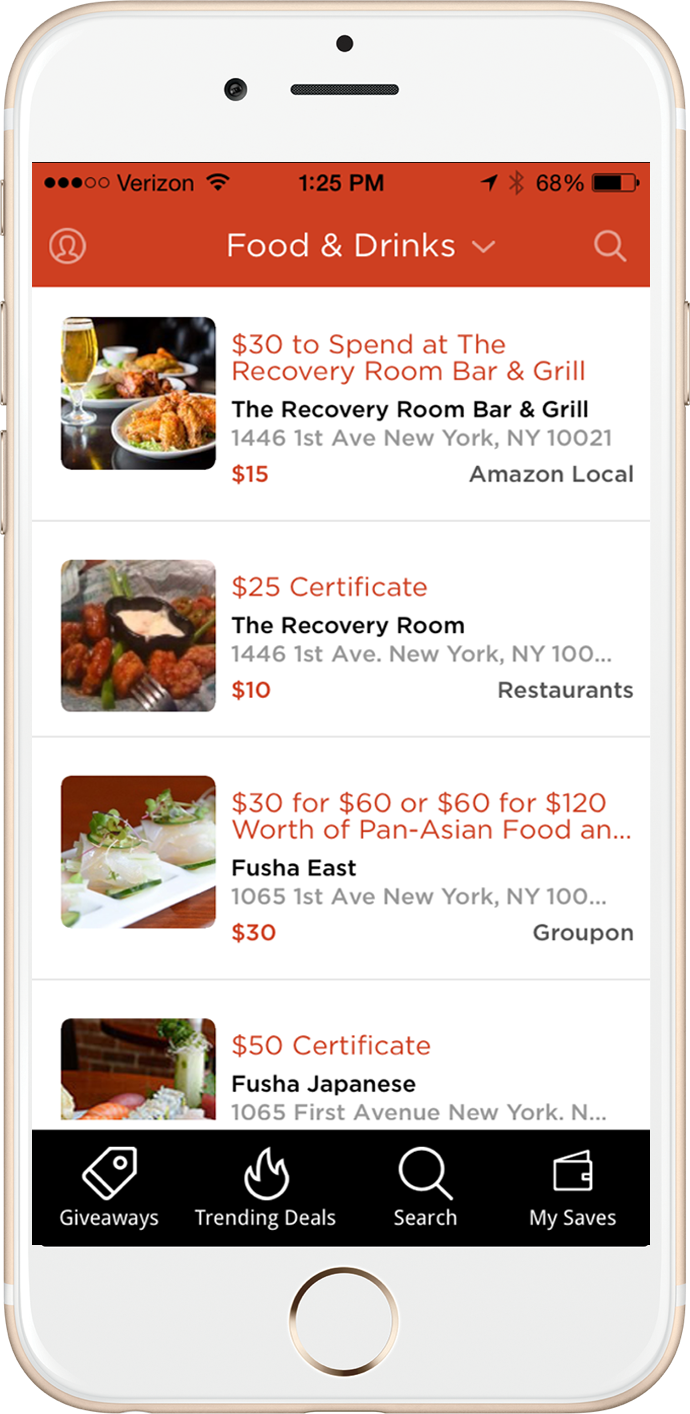 Verizon 1:25 PM 68%
Food & Drinks
$30 to Spend at The
Recovery Room Bar & Grill
The Recovery Room Bar & Grill
1446 1st Ave New York, NY 10021
$15 Amazon Local
$25 Certificate
The Recovery Room
1446 1st Ave. New York, NY 100...
$10 Restaurants
$30 for $60 or $60 for $120
Worth of Pan-Asian Food an...
Fusha East
1065 1st Ave New York, NY 100...
$30 Groupon
$50 Certificate
Fusha Japanese
1065 First Avenue New York. N...
Giveaways Trending Deals Search My Saves